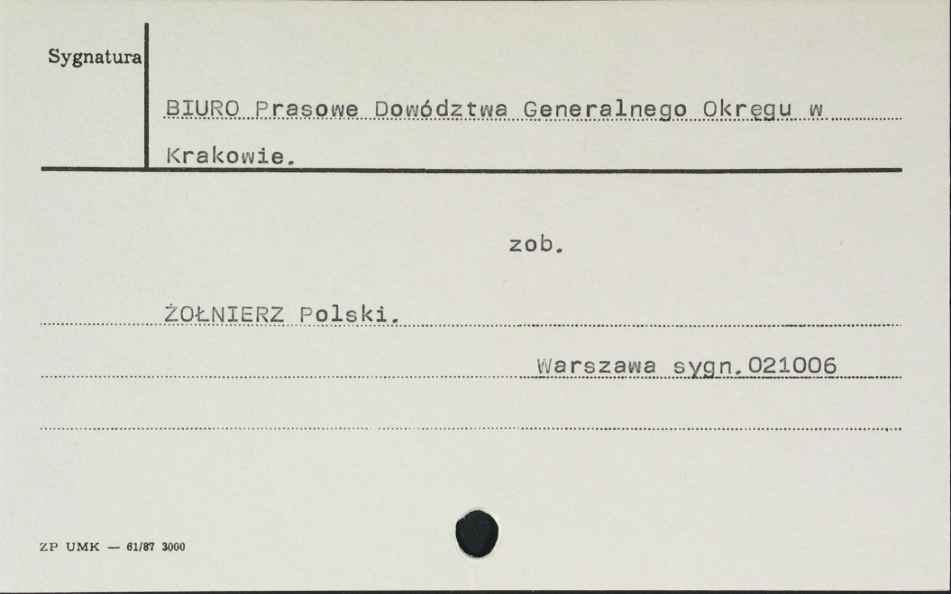 Sygnatura
BIURO Prasowe Dowództwa Generalnego Okręgu w
Krakowie.
zob.
ŻOŁNIERZ Polski.
Warszawa sygn.021006
ZP UMK — 61/87 3000